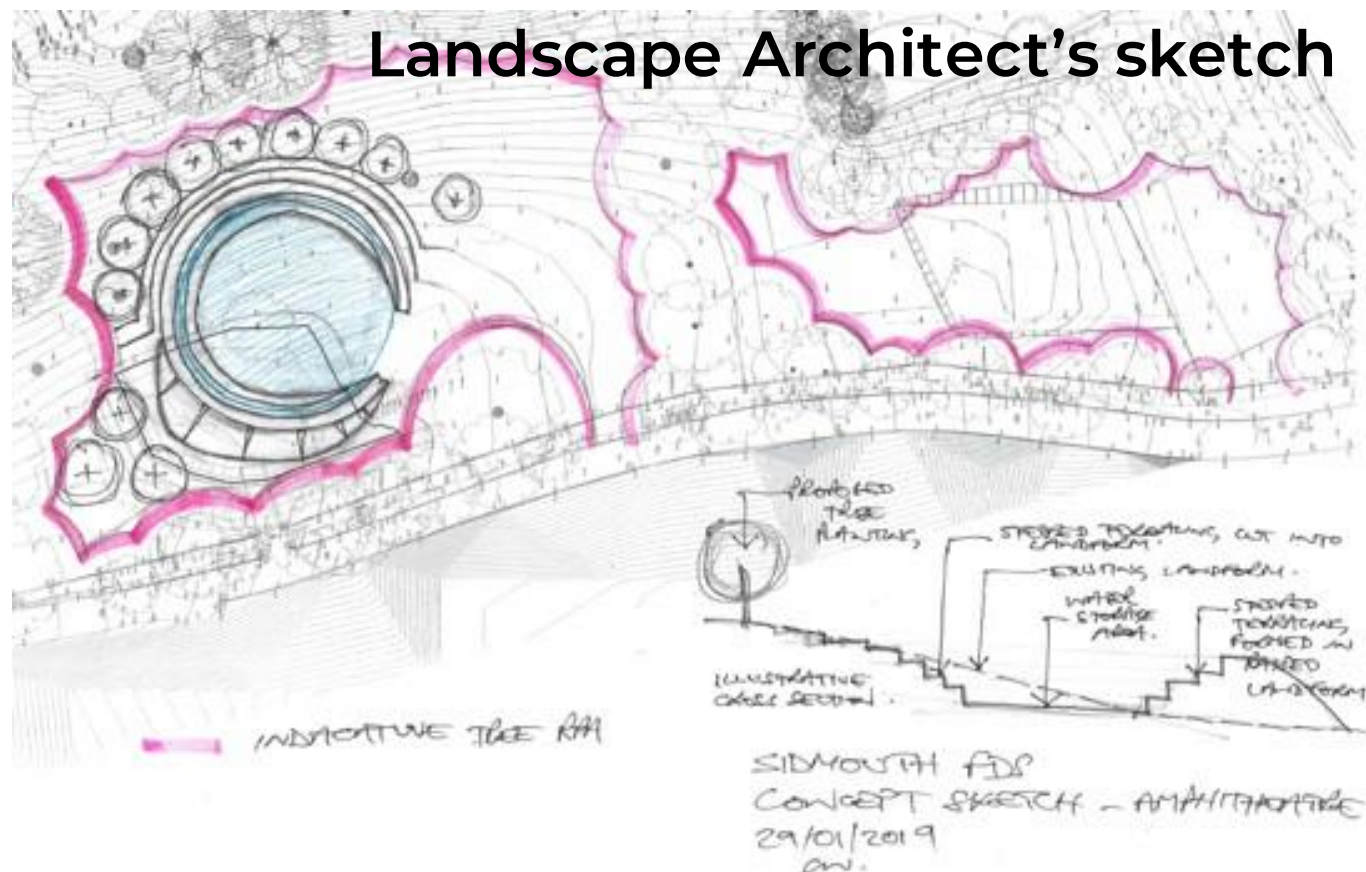 Landscape Architect’s sketch
PROPOSED
TREE
PLANTING
STEPPED TERRACING, CUT INTO
LANDFORM.
EXISTING LANDFORM.
WATER
STORAGE
AREA.
STEPPED
TERRACING
FORMED IN
RAISED
LANDFORM
ILLUSTRATIVE
CROSS SECTION.
INDICATIVE TREE RPA
SIDMOUTH FDS
CONCEPT SKETCH - AMPHITHEATRE
29/01/2019